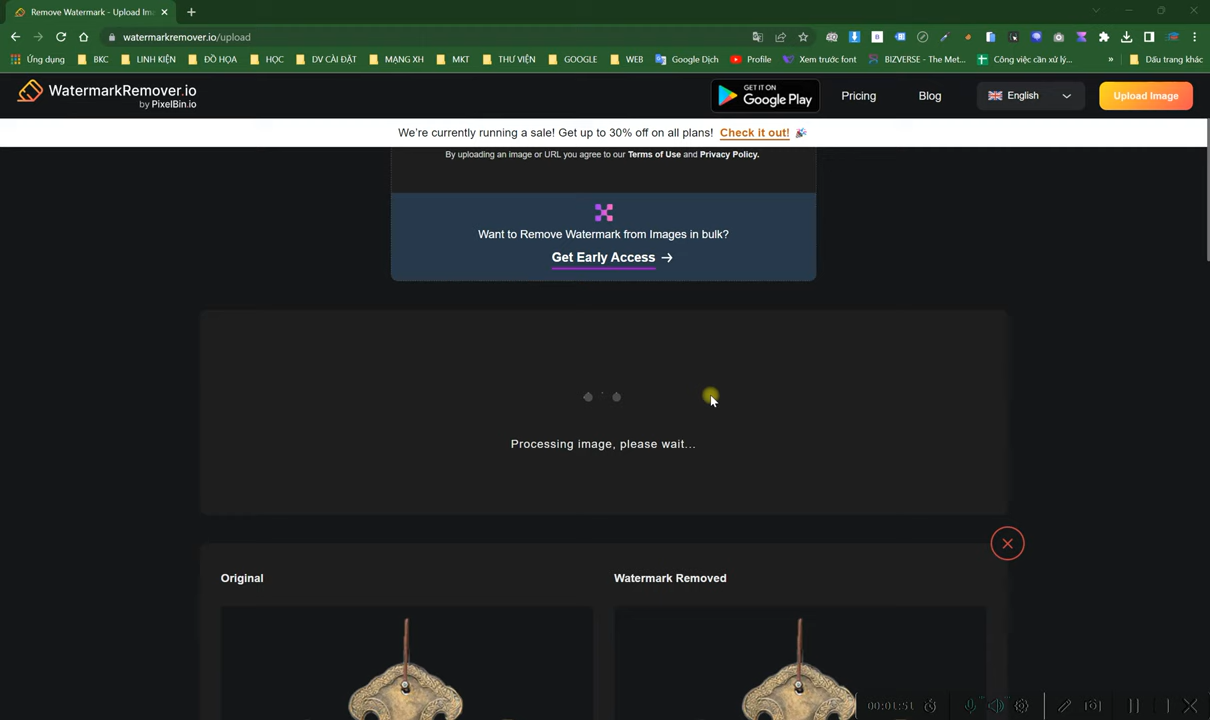 Remove Watermark - Upload Im
watermarkremover.io/upload
Ứng dụng BKC LINH KIỆN ĐỒ HỌA HỌC DV CÀI ĐẶT MẠNG XH MKT THƯ VIỆN GOOGLE WEB Google Dịch Profile Xem trước font BIZVERSE - The Met... Công việc cần xử lý... » Dấu trang khác
WatermarkRemover.io
by PixelBin.io
GET IT ON
Google Play
Pricing
Blog
English
Upload Image
We're currently running a sale! Get up to 30% off on all plans! Check it out!
By uploading an image or URL you agree to our Terms of Use and Privacy Policy.
Want to Remove Watermark from Images in bulk?
Get Early Access →
Processing image, please wait...
Original
Watermark Removed
00:01:51